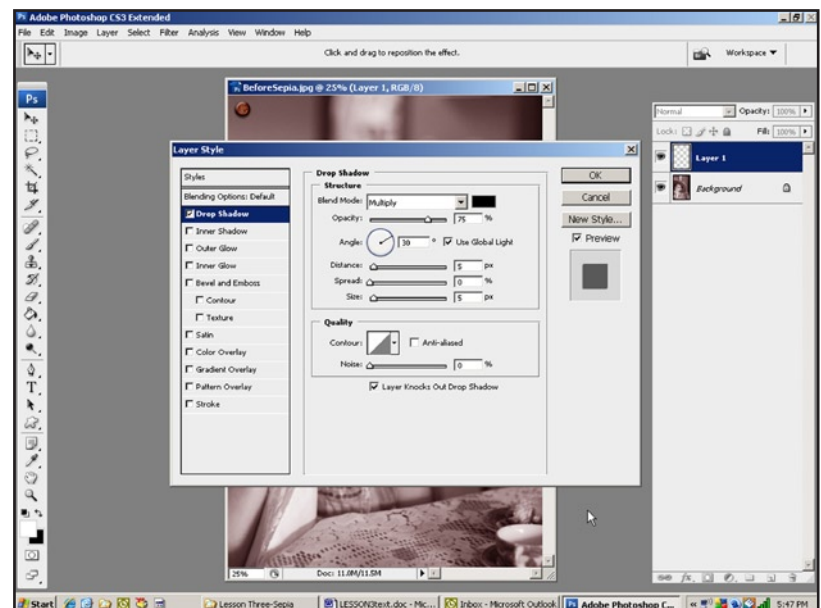 Adobe Photoshop CS3 Extended
File Edit Image Layer Select Filter Analysis View Window Help
Click and drag to reposition the effect.
Workspace
Ps
BeforeSepia.jpg @ 25% (Layer 1, RGB/8)
Normal Opacity: 100%
Lock: Fill: 100%
Layer 1
Background
Layer Style
Styles
Blending Options: Default
Drop Shadow
Inner Shadow
Outer Glow
Inner Glow
Bevel and Emboss
Contour
Texture
Satin
Color Overlay
Gradient Overlay
Pattern Overlay
Stroke
Drop Shadow
Structure
Blend Mode: Multiply
Opacity: 75 %
Angle: 30 ° Use Global Light
Distance: 5 px
Spread: 0 %
Size: 5 px
Quality
Contour: Anti-aliased
Noise: 0 %
Layer Knocks Out Drop Shadow
OK
Cancel
New Style...
Preview
T
25% Doc: 11.0M/11.5M
fx.
Start Lesson Three-Sepia LESSON3text.doc - Mic... Inbox - Microsoft Outlook Adobe Photoshop C... 5:47 PM